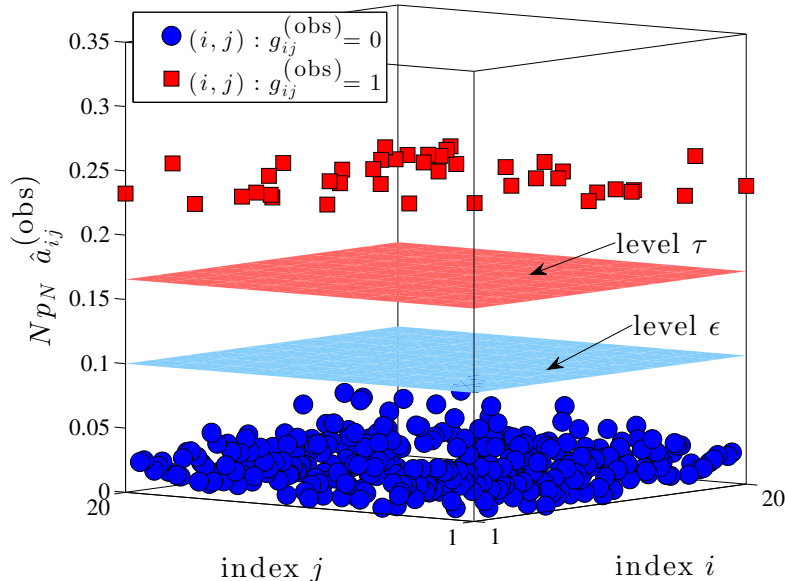 (i, j) : g_{ij}^{(obs)} = 0
(i, j) : g_{ij}^{(obs)} = 1
0.35
0.3
0.25
0.2
0.15
0.1
0.05
0
N p_N â_{ij}^{(obs)}
level τ
level ϵ
20
1
1
20
index j
index i